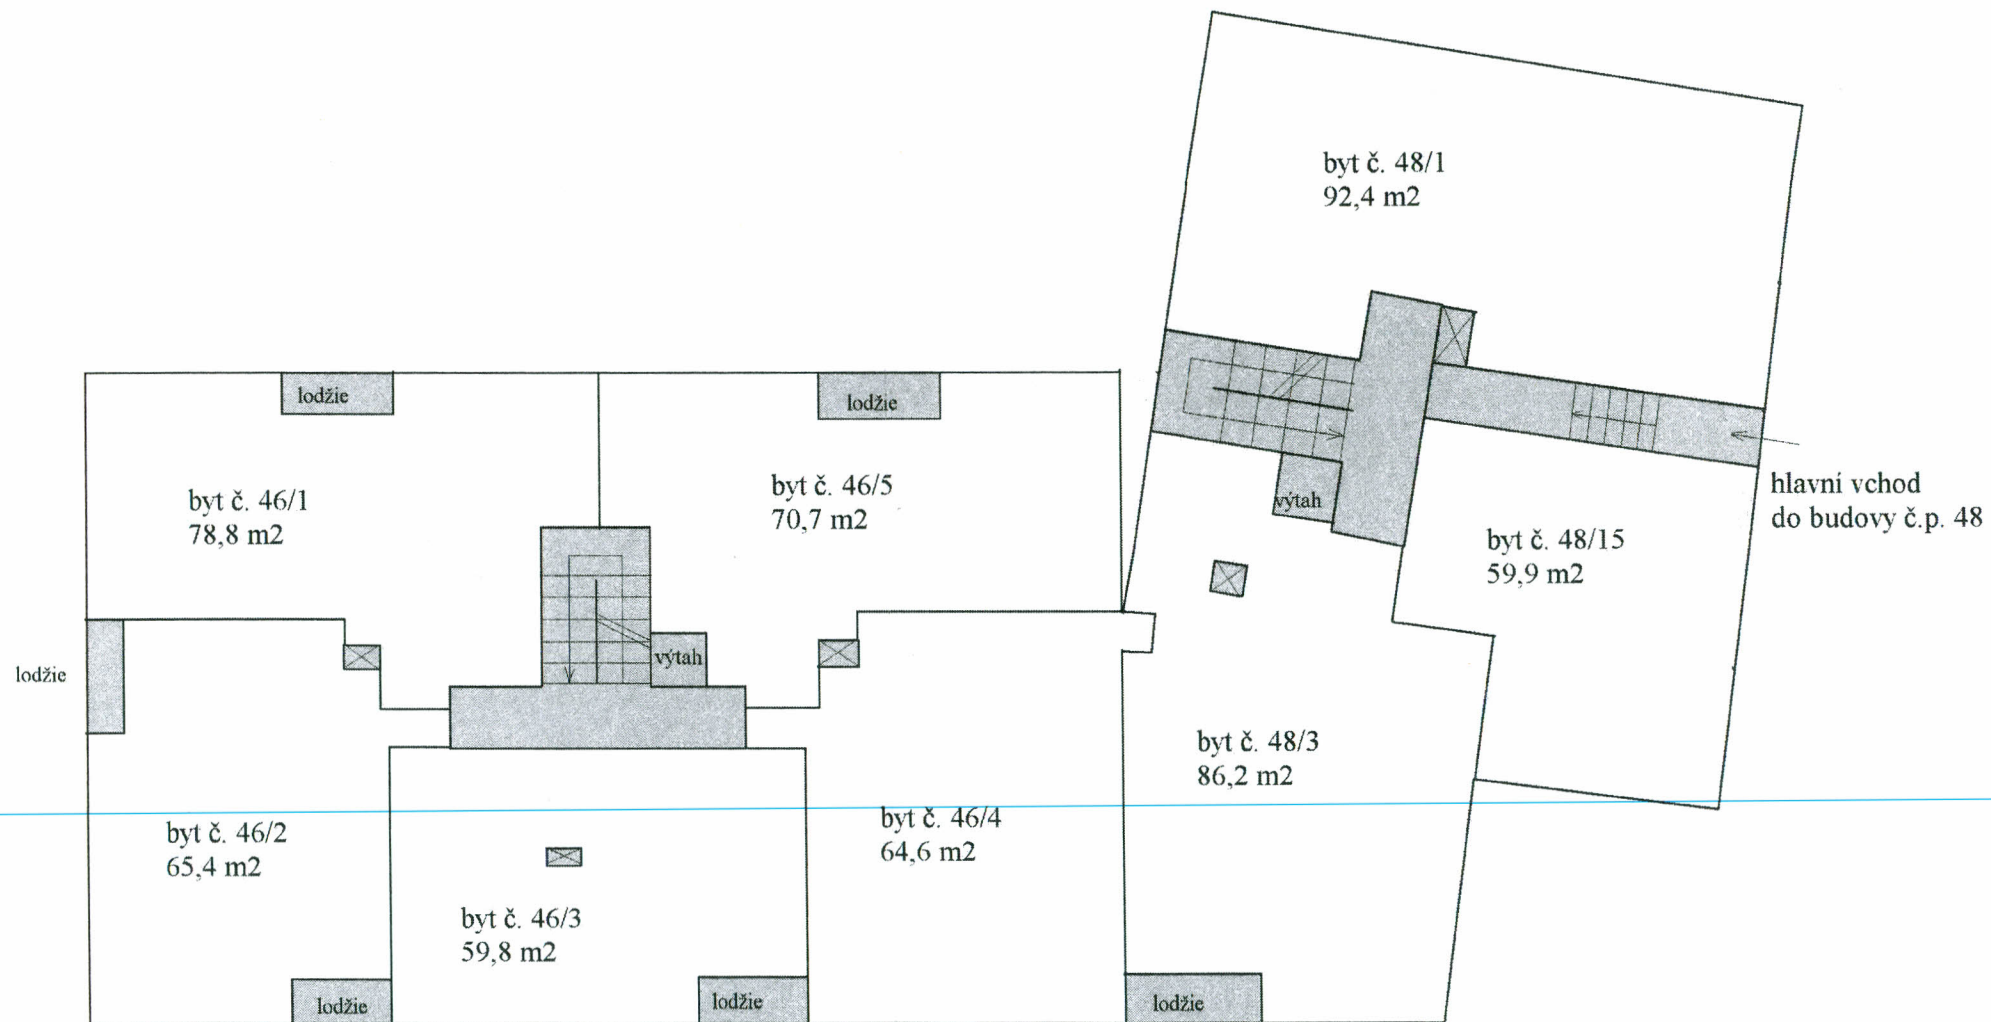 byt č. 48/1
92,4 m2
lodžie
lodžie
byt č. 46/1
78,8 m2
byt č. 46/5
70,7 m2
výtah
hlavní vchod
do budovy č.p. 48
byt č. 48/15
59,9 m2
výtah
lodžie
byt č. 48/3
86,2 m2
byt č. 46/2
65,4 m2
byt č. 46/4
64,6 m2
byt č. 46/3
59,8 m2
lodžie
lodžie
lodžie